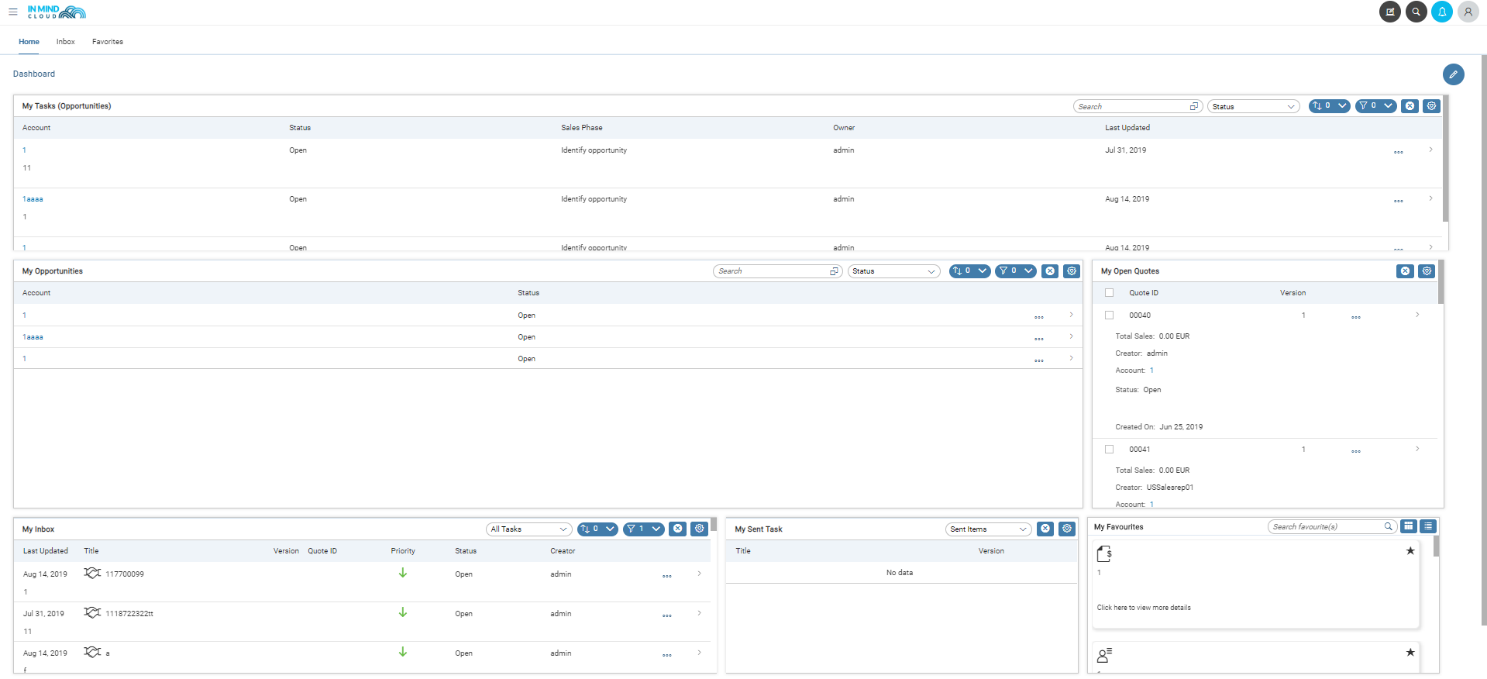 IN MIND
CLOUD
Home Inbox Favorites
Dashboard
My Tasks (Opportunities) Search Status 0 0
Account Status Sales Phase Owner Last Updated
1 Open Identify opportunity admin Jul 31, 2019
11
1aaaa Open Identify opportunity admin Aug 14, 2019
1
1 Open Identify opportunity admin Aug 14, 2019
My Opportunities Search Status 0 0
Account Status
1 Open
1aaaa Open
1 Open
My Open Quotes
Quote ID Version
00040 1
Total Sales: 0.00 EUR
Creator: admin
Account: 1
Status: Open
Created On: Jun 25, 2019
00041 1
Total Sales: 0.00 EUR
Creator: USSalesrep01
Account: 1
My Inbox All Tasks 0 1
Last Updated Title Version Quote ID Priority Status Creator
Aug 14, 2019 117700099 Open admin
1
Jul 31, 2019 1118722322tt Open admin
11
Aug 14, 2019 a Open admin
My Sent Task Sent Items
Title Version
No data
My Favourites Search favourite(s)
1
Click here to view more details